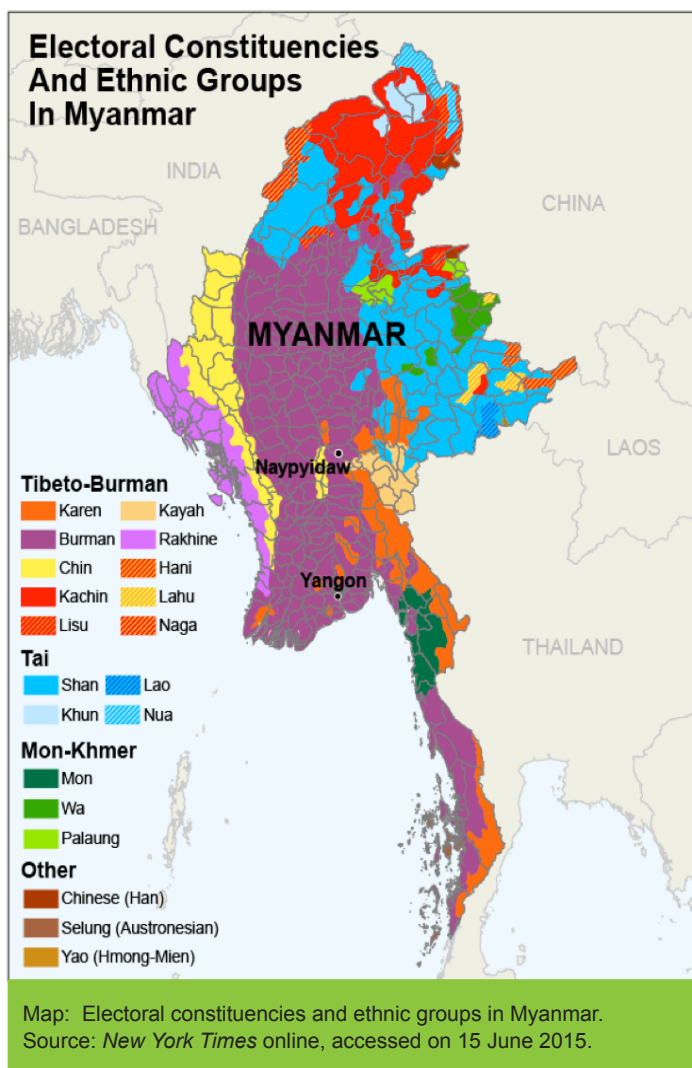 Electoral Constituencies
And Ethnic Groups
In Myanmar
INDIA
CHINA
BANGLADESH
MYANMAR
LAOS
Naypyidaw
Yangon
THAILAND
Tibeto-Burman
Karen Kayah
Burman Rakhine
Chin Hani
Kachin Lahu
Lisu Naga
Tai
Shan Lao
Khun Nua
Mon-Khmer
Mon
Wa
Palaung
Other
Chinese (Han)
Selung (Austronesian)
Yao (Hmong-Mien)
Map: Electoral constituencies and ethnic groups in Myanmar.
Source: New York Times online, accessed on 15 June 2015.